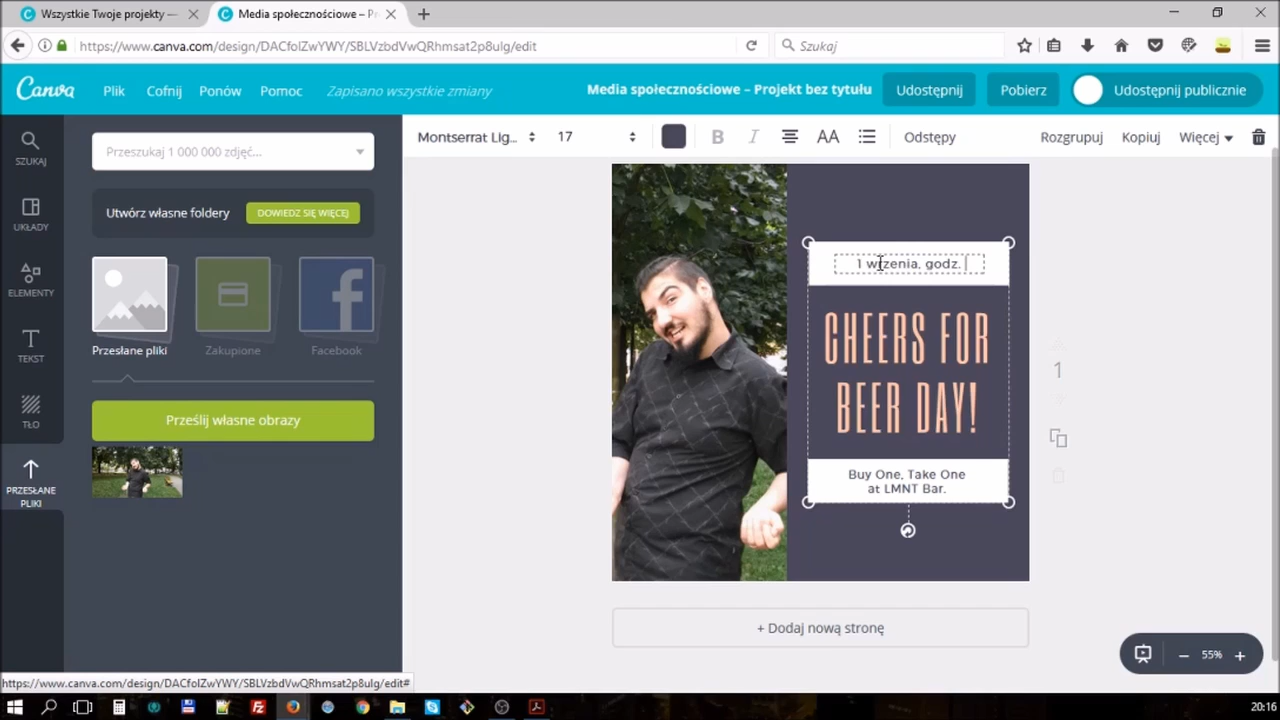 Wszystkie Twoje projekty —
Media społecznościowe – Pr
https://www.canva.com/design/DACfolZwYWY/SBLVzbdVwQRhmsat2p8ulg/edit
Szukaj
Canva
Plik
Cofnij
Ponów
Pomoc
Zapisano wszystkie zmiany
Media społecznościowe – Projekt bez tytułu
Udostępnij
Pobierz
Udostępnij publicznie
SZUKAJ
UKŁADY
ELEMENTY
TEKST
TŁO
PRZESŁANE
PLIKI
Przeszukaj 1 000 000 zdjęć...
Utwórz własne foldery
DOWIEDZ SIĘ WIĘCEJ
Przesłane pliki
Zakupione
Facebook
Prześlij własne obrazy
Montserrat Lig...
17
B
I
AA
Odstępy
Rozgrupuj
Kopiuj
Więcej
1 wrzenia, godz.
CHEERS FOR
BEER DAY!
Buy One, Take One
at LMNT Bar.
1
+ Dodaj nową stronę
55%
https://www.canva.com/design/DACfolZwYWY/SBLVzbdVwQRhmsat2p8ulg/edit#
20:16